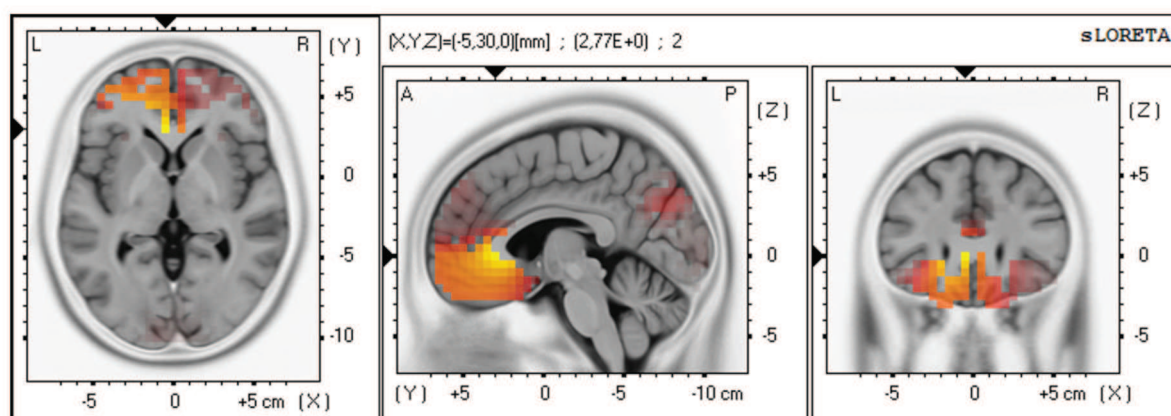 (X,Y,Z)=(-5,30,0)[mm] ; (2,77E+0) ; 2
sLORETA
L R (Y)
+5
0
-5
-10
-5 0 +5 cm (X)
A P (Z)
+5
0
-5
(Y) +5 0 -5 -10 cm
L R (Z)
+5
0
-5
-5 0 +5 cm (X)